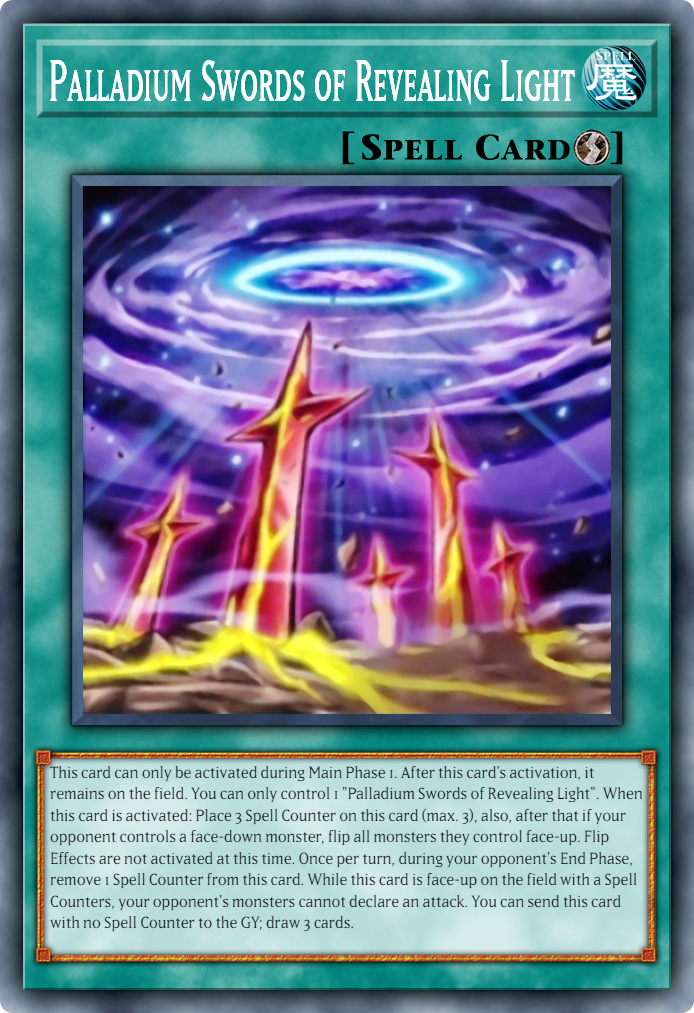 Palladium Swords of Revealing Light
SPELL
魔
[Spell Card]
This card can only be activated during Main Phase 1. After this card's activation, it
remains on the field. You can only control 1 "Palladium Swords of Revealing Light". When
this card is activated: Place 3 Spell Counter on this card (max. 3), also, after that if your
opponent controls a face-down monster, flip all monsters they control face-up. Flip
Effects are not activated at this time. Once per turn, during your opponent's End Phase,
remove 1 Spell Counter from this card. While this card is face-up on the field with a Spell
Counters, your opponent's monsters cannot declare an attack. You can send this card
with no Spell Counter to the GY; draw 3 cards.